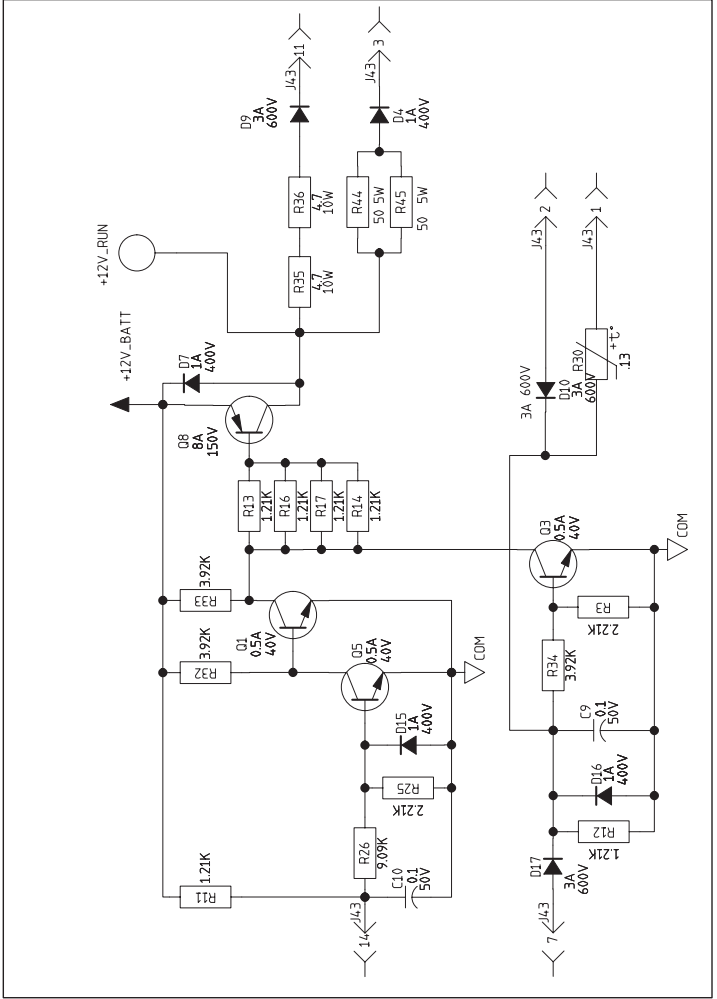 D9
3A
600V
J43
11
D4
1A
400V
J43
3
R36
4.7
10W
R44
50 5W
R45
50 5W
R35
4.7
10W
+12V_RUN
+12V_BATT
D7
1A
400V
Q8
8A
150V
R13
1.21K
R16
1.21K
R17
1.21K
R14
1.21K
R33
3.92K
R32
3.92K
Q1
0.5A
40V
Q5
0.5A
40V
COM
D15
1A
400V
R25
2.21K
R26
9.09K
C10
0.1
50V
R11
1.21K
J43
14
J43
2
J43
1
3A 600V
D10
3A
600V
R30
+t°
.13
Q3
0.5A
40V
COM
R3
2.21K
R34
3.92K
C9
0.1
50V
D16
1A
400V
R12
1.21K
D17
3A
600V
J43
7